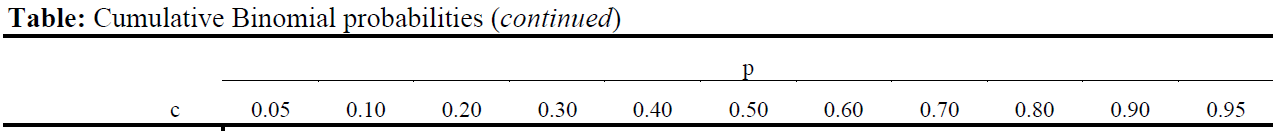 Table: Cumulative Binomial probabilities (continued)
p
c 0.05 0.10 0.20 0.30 0.40 0.50 0.60 0.70 0.80 0.90 0.95